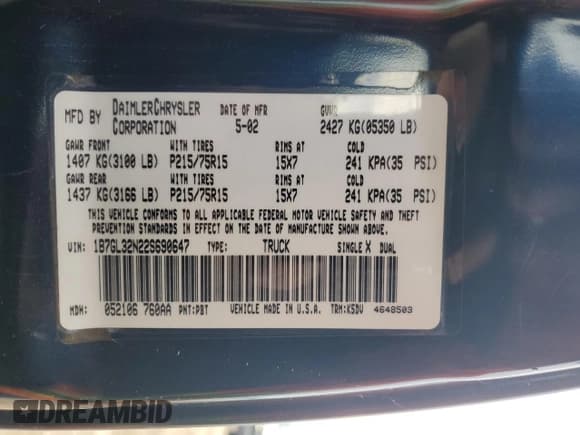 MFD BY DAIMLERCHRYSLER CORPORATION DATE OF MFR 5-02 GVWR 2427 KG(05350 LB)
GAWR FRONT WITH TIRES RIMS AT COLD
1407 KG(3100 LB) P215/75R15 15X7 241 KPA(35 PSI)
GAWR REAR WITH TIRES RIMS AT COLD
1437 KG(3166 LB) P215/75R15 15X7 241 KPA(35 PSI)
THIS VEHICLE CONFORMS TO ALL APPLICABLE FEDERAL MOTOR VEHICLE SAFETY AND THEFT
PREVENTION STANDARDS IN EFFECT ON THE DATE OF MANUFACTURE SHOWN ABOVE.
VIN: 1B7GL32N22S690647 TYPE: TRUCK SINGLE X DUAL
MDH: 052106 760AA PNT:PBT VEHICLE MADE IN U.S.A. TRM:K5DV 4648503
DREAMBID